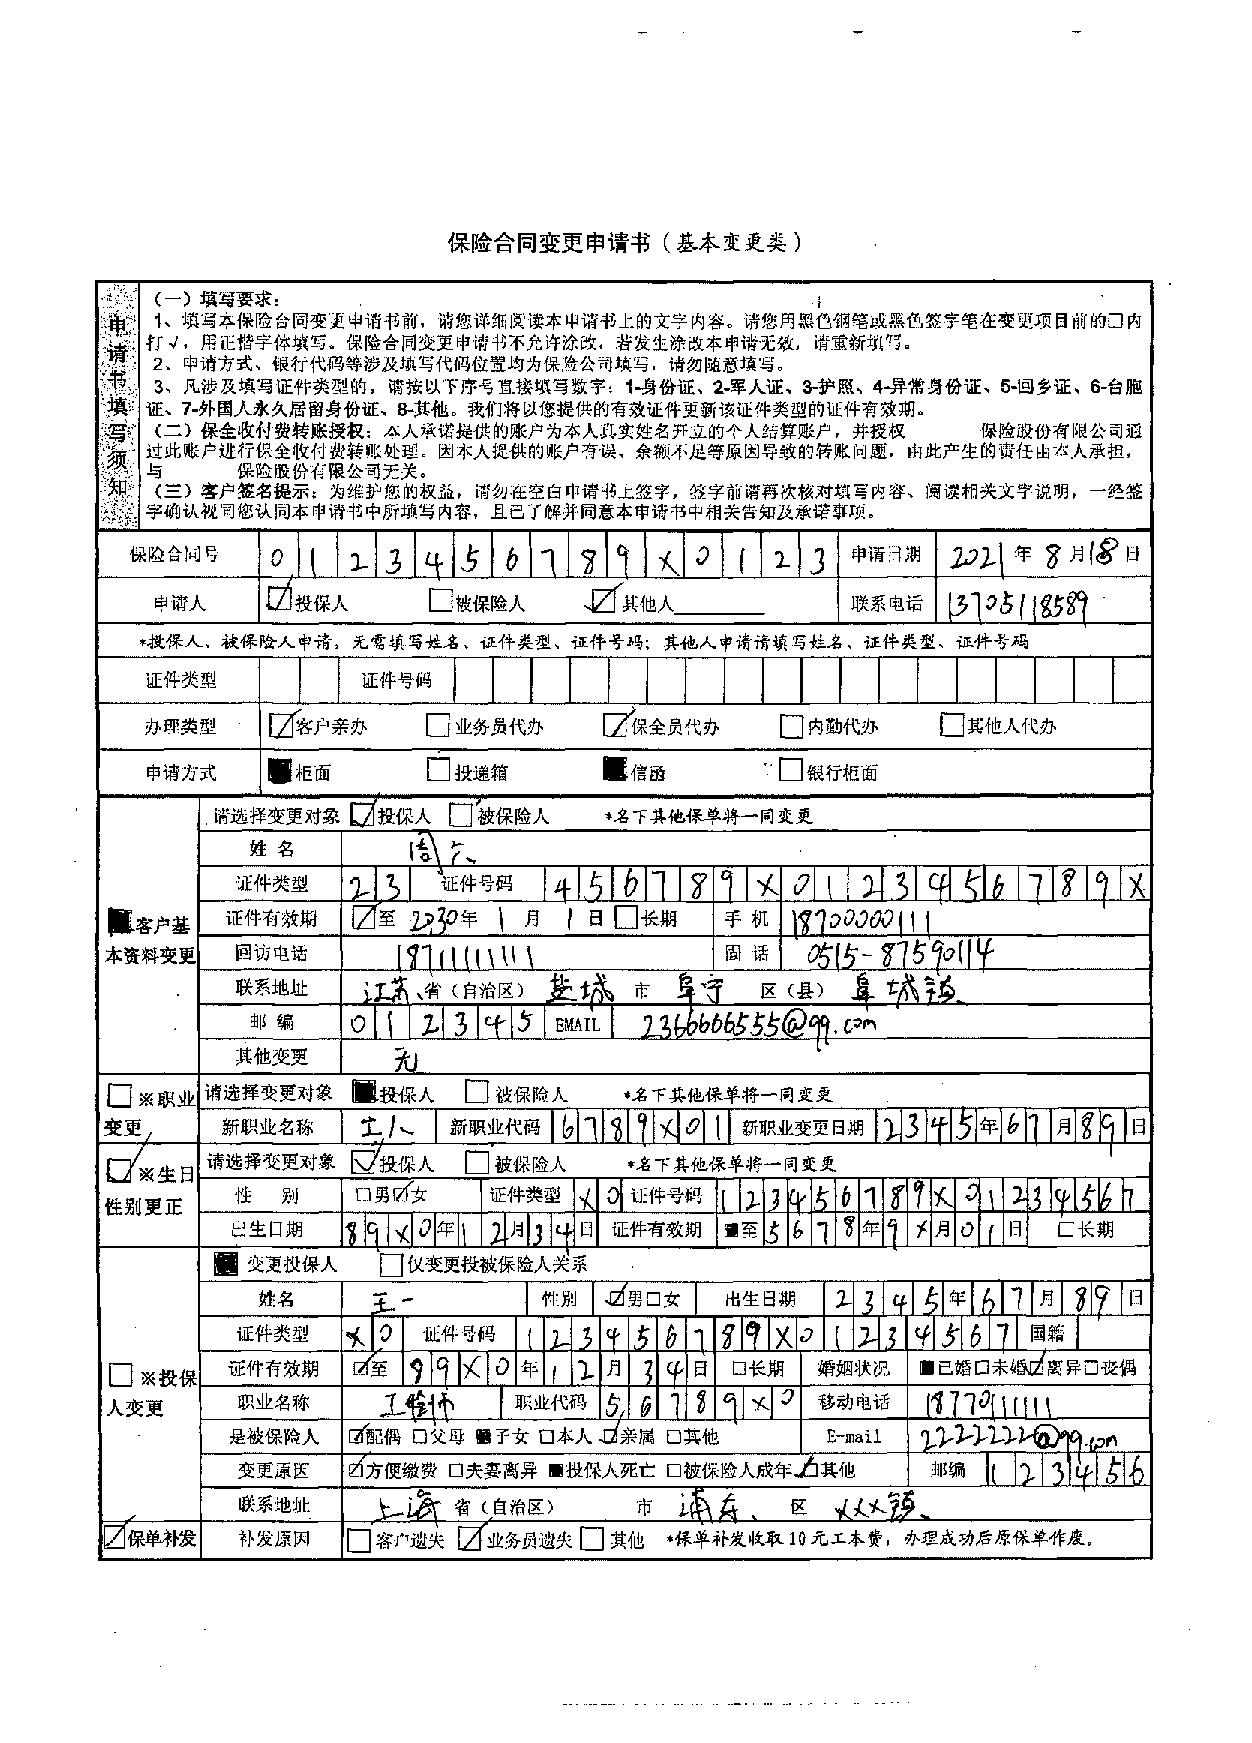 保险合同变更申请书（基本变更类）
申请书填写须知
（一）填写要求：
1、填写本保险合同变更申请书前，请您详细阅读本申请书上的文字内容。请您用黑色钢笔或黑色签字笔在变更项目前的□内
打√，用正楷字体填写。保险合同变更申请书不允许涂改，若发生涂改本申请无效，请重新填写。
2、申请方式、银行代码等涉及填写代码位置均为保险公司填写，请勿随意填写。
3、凡涉及填写证件类型的，请按以下序号直接填写数字：1-身份证、2-军人证、3-护照、4-异常身份证、5-回乡证、6-台胞
证、7-外国人永久居留身份证、8-其他。我们将以您提供的有效证件更新该证件类型的证件有效期。
（二）保全收付费转账授权：本人承诺提供的账户为本人真实姓名开立的个人结算账户，并授权 保险股份有限公司通
过此账户进行保全收付费转账处理。因本人提供的账户有误、余额不足等原因导致的转账问题，由此产生的责任由本人承担，
与 保险股份有限公司无关。
（三）客户签名提示：为维护您的权益，请勿在空白申请书上签字，签字前请再次核对填写内容、阅读相关文字说明，一经签
字确认视同您认同本申请书中所填写内容，且已了解并同意本申请书中相关告知及承诺事项。
保险合同号 0 1 2 3 4 5 6 7 8 9 X 0 1 2 3 申请日期 2021 年 8 月 18 日
申请人 ☑投保人 □被保险人 ☑其他人 联系电话 13705118589
*投保人、被保险人申请，无需填写姓名、证件类型、证件号码；其他人申请请填写姓名、证件类型、证件号码
证件类型 证件号码
办理类型 ☑客户亲办 □业务员代办 ☑保全员代办 □内勤代办 □其他人代办
申请方式 ■柜面 □投递箱 ■信函 □银行柜面
■客户基本资料变更
请选择变更对象 ☑投保人 □被保险人 *名下其他保单将一同变更
姓名 周六
证件类型 2 3 证件号码 4 5 6 7 8 9 X 0 1 2 3 4 5 6 7 8 9 X
证件有效期 ☑至 2030 年 1 月 1 日 □长期 手机 18700000111
回访电话 18711111111 固话 0515-87590114
联系地址 江苏 省（自治区） 盐城 市 阜宁 区（县） 阜城镇
邮编 0 1 2 3 4 5 EMAIL 2366666555@qq.com
其他变更 无
□※职业变更
请选择变更对象 ■投保人 □被保险人 *名下其他保单将一同变更
新职业名称 工人 新职业代码 6 7 8 9 X 0 1 新职业变更日期 2 3 4 5 年 6 7 月 8 9 日
☑※生日性别更正
请选择变更对象 ☑投保人 □被保险人 *名下其他保单将一同变更
性别 □男☑女 证件类型 X 0 证件号码 1 2 3 4 5 6 7 8 9 X 0 1 2 3 4 5 6 7
出生日期 8 9 X 0 年 1 2 月 3 4 日 证件有效期 ■至 5 6 7 8 年 9 X 月 0 1 日 □长期
□※投保人变更
■变更投保人 □仅变更投被保险人关系
姓名 王一 性别 ☑男□女 出生日期 2 3 4 5 年 6 7 月 8 9 日
证件类型 X 0 证件号码 1 2 3 4 5 6 7 8 9 X 0 1 2 3 4 5 6 7 国籍
证件有效期 ☑至 8 9 X 0 年 1 2 月 3 4 日 □长期 婚姻状况 ■已婚□未婚☑离异□丧偶
职业名称 工程师 职业代码 5 6 7 8 9 X 0 移动电话 18770111111
是被保险人 ☑配偶 □父母 ■子女 □本人 ☑亲属 □其他 E-mail 2222222@qq.com
变更原因 ☑方便缴费 □夫妻离异 ■投保人死亡 □被保险人成年 ☑其他 邮编 1 2 3 4 5 6
联系地址 上海 省（自治区） 市 浦东 区 XXX镇
☑保单补发 补发原因 □客户遗失 ☑业务员遗失 □其他 *保单补发收取10元工本费，办理成功后原保单作废。